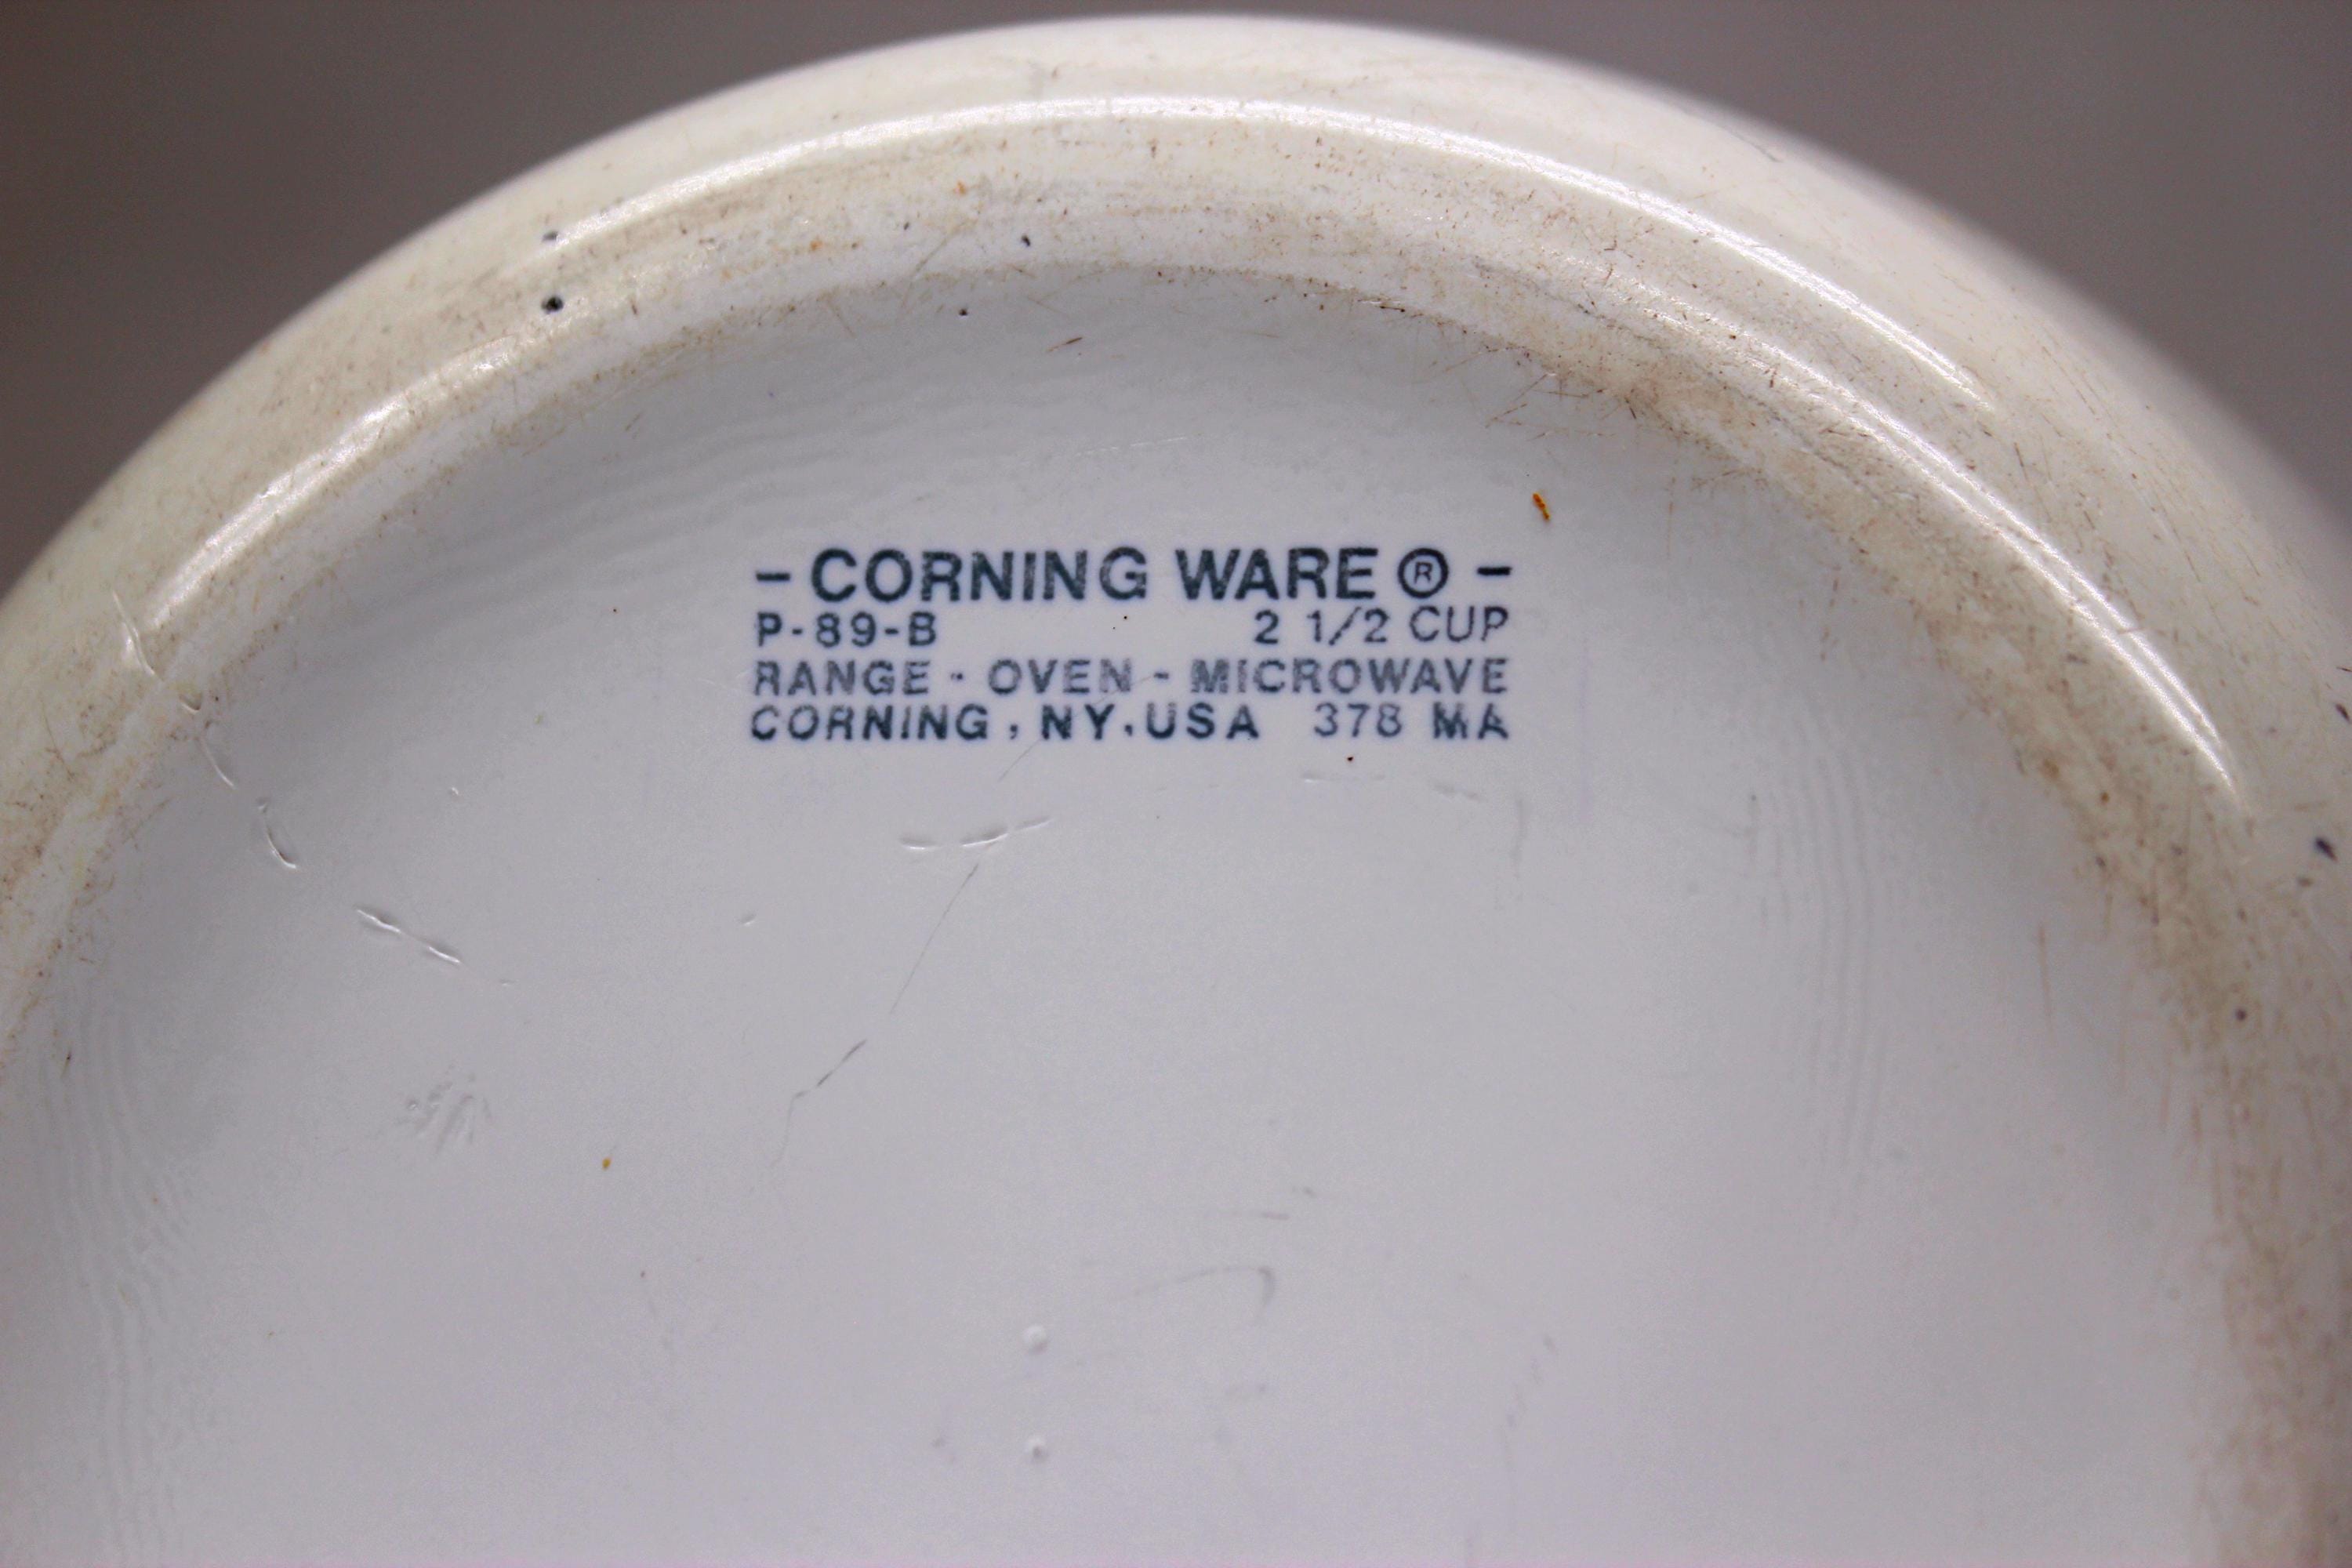 - CORNING WARE ® -
P-89-B 2 1/2 CUP
RANGE - OVEN - MICROWAVE
CORNING, NY, USA 378 MA